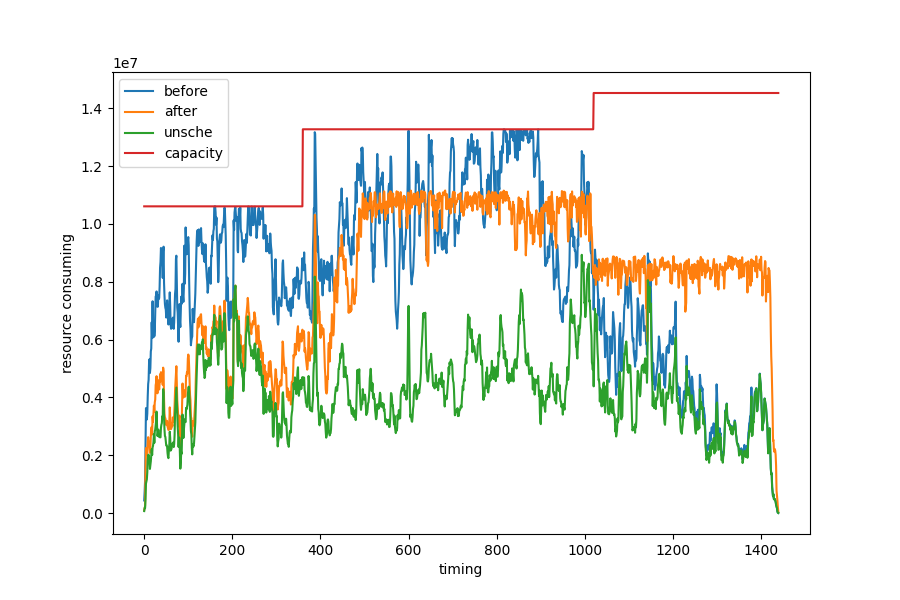 1e7
before
after
unsche
capacity
1.4
1.2
1.0
0.8
0.6
0.4
0.2
0.0
resource consuming
0 200 400 600 800 1000 1200 1400
timing